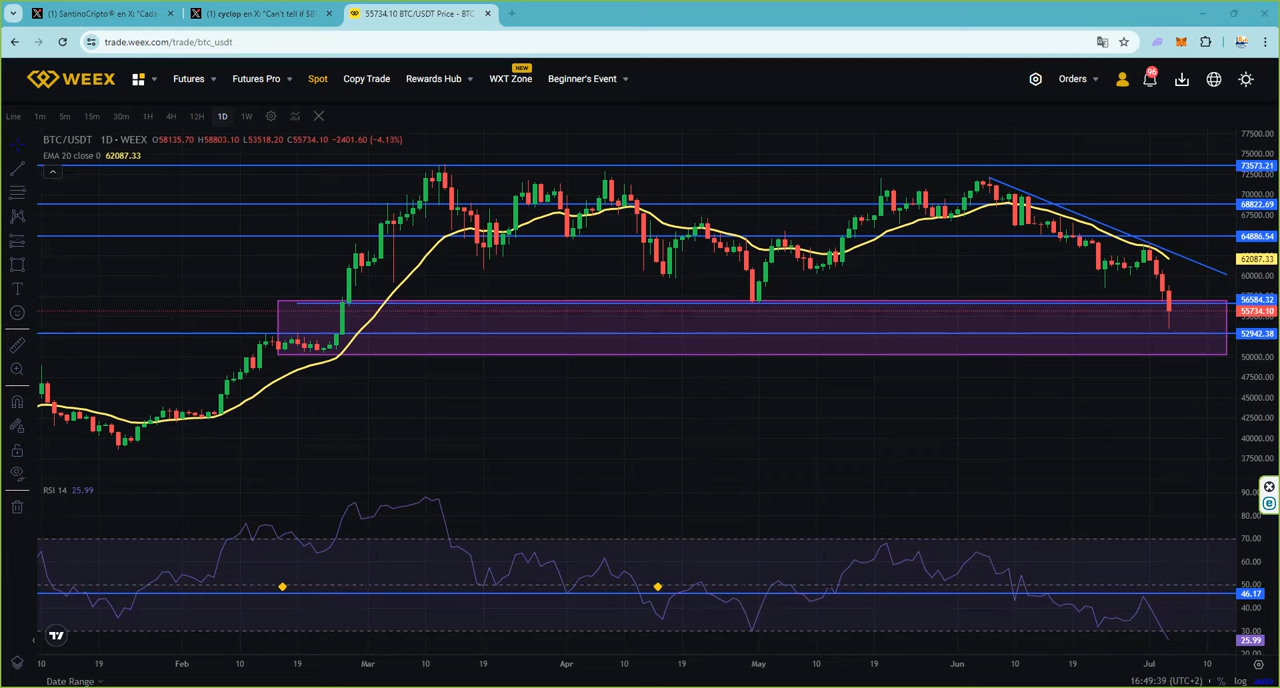 (1) SantinoCripto® en X: "Cada
(1) cyclop en X: "Can't tell if $B
55734.10 BTC/USDT Price - BTC
trade.weex.com/trade/btc_usdt
WEEX
Futures
Futures Pro
Spot
Copy Trade
Rewards Hub
NEW
WXT Zone
Beginner's Event
Orders
96
Line 1m 5m 15m 30m 1H 4H 12H 1D 1W
BTC/USDT 1D · WEEX O58135.70 H58803.10 L53518.20 C55734.10 −2401.60 (−4.13%)
EMA 20 close 0 62087.33
77500.00
75000.00
73573.21
72500.00
70000.00
68822.69
67500.00
64886.54
62087.33
60000.00
56584.32
55734.10
52942.38
50000.00
47500.00
45000.00
42500.00
40000.00
37500.00
RSI 14 25.99
90.00
80.00
70.00
60.00
50.00
46.17
40.00
30.00
25.99
20.00
10 19 Feb 10 19 Mar 10 19 Apr 10 19 May 10 19 Jun 10 19 Jul 10
Date Range
16:49:39 (UTC+2) % log auto